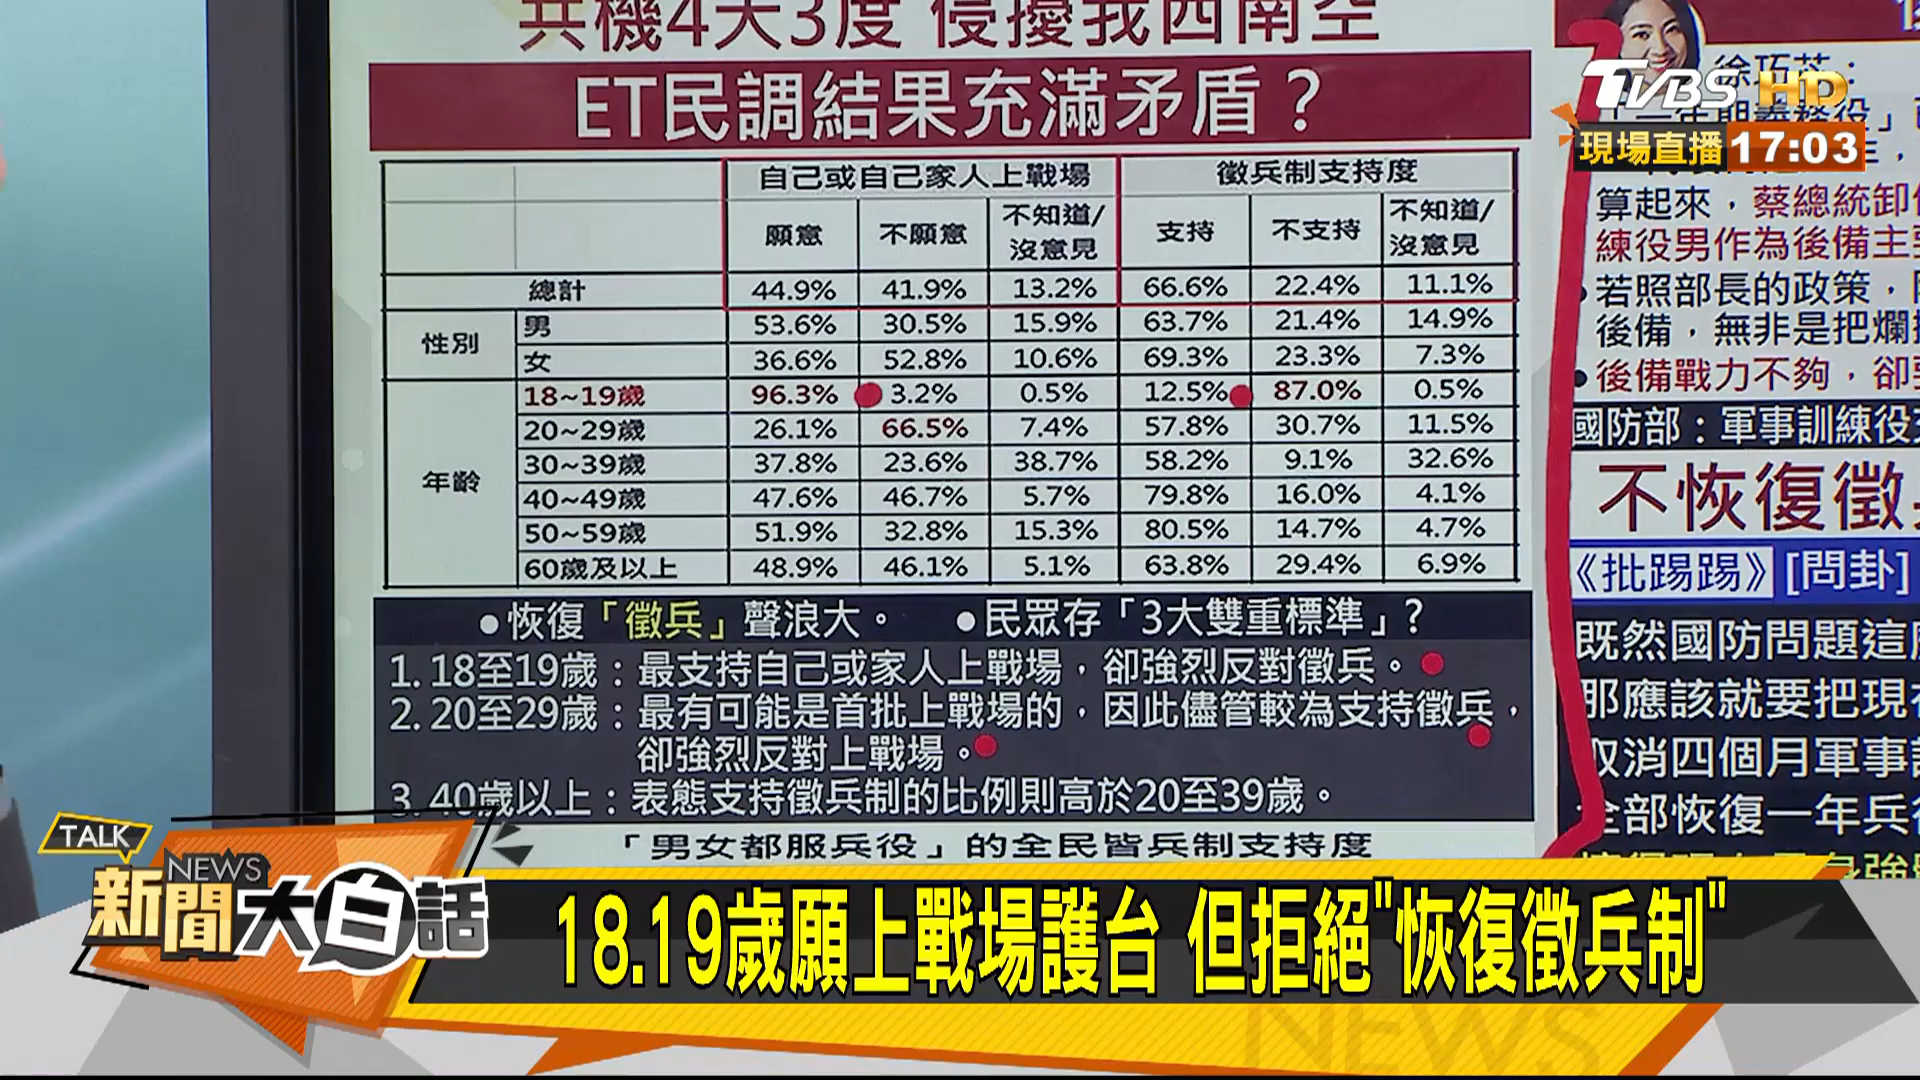 共機4天3度 侵擾我西南空
ET民調結果充滿矛盾？
自己或自己家人上戰場 徵兵制支持度
願意 不願意 不知道/沒意見 支持 不支持 不知道/沒意見
總計 44.9% 41.9% 13.2% 66.6% 22.4% 11.1%
性別
男 53.6% 30.5% 15.9% 63.7% 21.4% 14.9%
女 36.6% 52.8% 10.6% 69.3% 23.3% 7.3%
年齡
18~19歲 96.3% 3.2% 0.5% 12.5% 87.0% 0.5%
20~29歲 26.1% 66.5% 7.4% 57.8% 30.7% 11.5%
30~39歲 37.8% 23.6% 38.7% 58.2% 9.1% 32.6%
40~49歲 47.6% 46.7% 5.7% 79.8% 16.0% 4.1%
50~59歲 51.9% 32.8% 15.3% 80.5% 14.7% 4.7%
60歲及以上 48.9% 46.1% 5.1% 63.8% 29.4% 6.9%
●恢復「徵兵」聲浪大。 ●民眾存「3大雙重標準」?
1. 18至19歲：最支持自己或家人上戰場，卻強烈反對徵兵。
2. 20至29歲：最有可能是首批上戰場的，因此儘管較為支持徵兵，
卻強烈反對上戰場。
3. 40歲以上：表態支持徵兵制的比例則高於20至39歲。
「男女都服兵役」的全民皆兵制支持度
TVBS HD
現場直播 17:03
算起來，蔡總統卸
練役男作為後備主
若照部長的政策，
後備，無非是把爛
後備戰力不夠，卻
國防部：軍事訓練役
不恢復徵
《批踢踢》[問卦]
既然國防問題這
那應該就要把現
取消四個月軍事
全部恢復一年兵
TALK
NEWS
新聞大白話
18.19歲願上戰場護台 但拒絕"恢復徵兵制"
NEWS